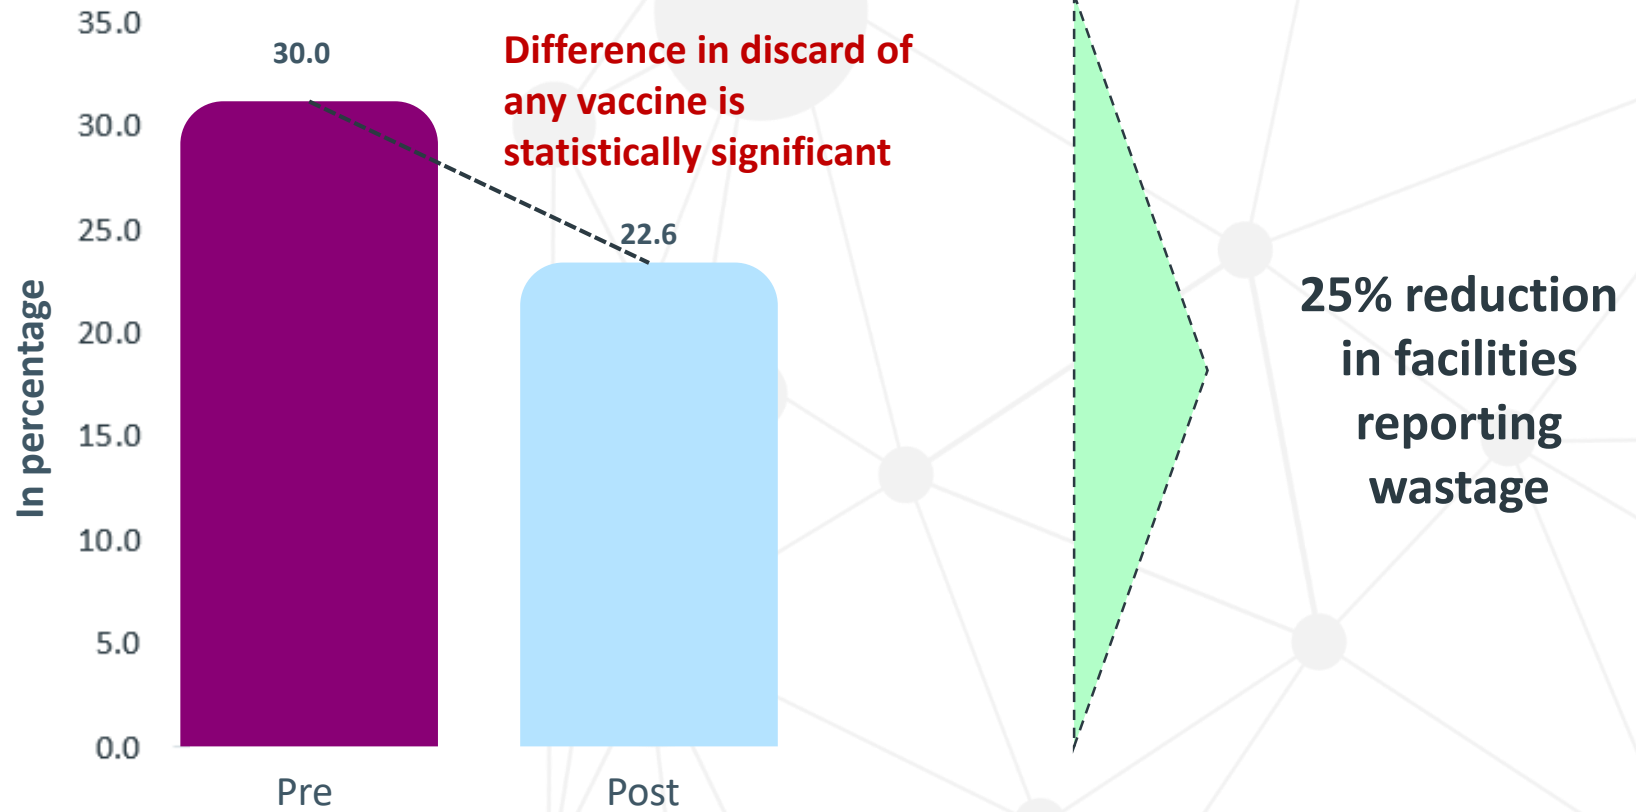 35.0
30.0
25.0
20.0
15.0
10.0
5.0
0.0
In percentage
30.0
22.6
Pre
Post
Difference in discard of
any vaccine is
statistically significant
25% reduction
in facilities
reporting
wastage